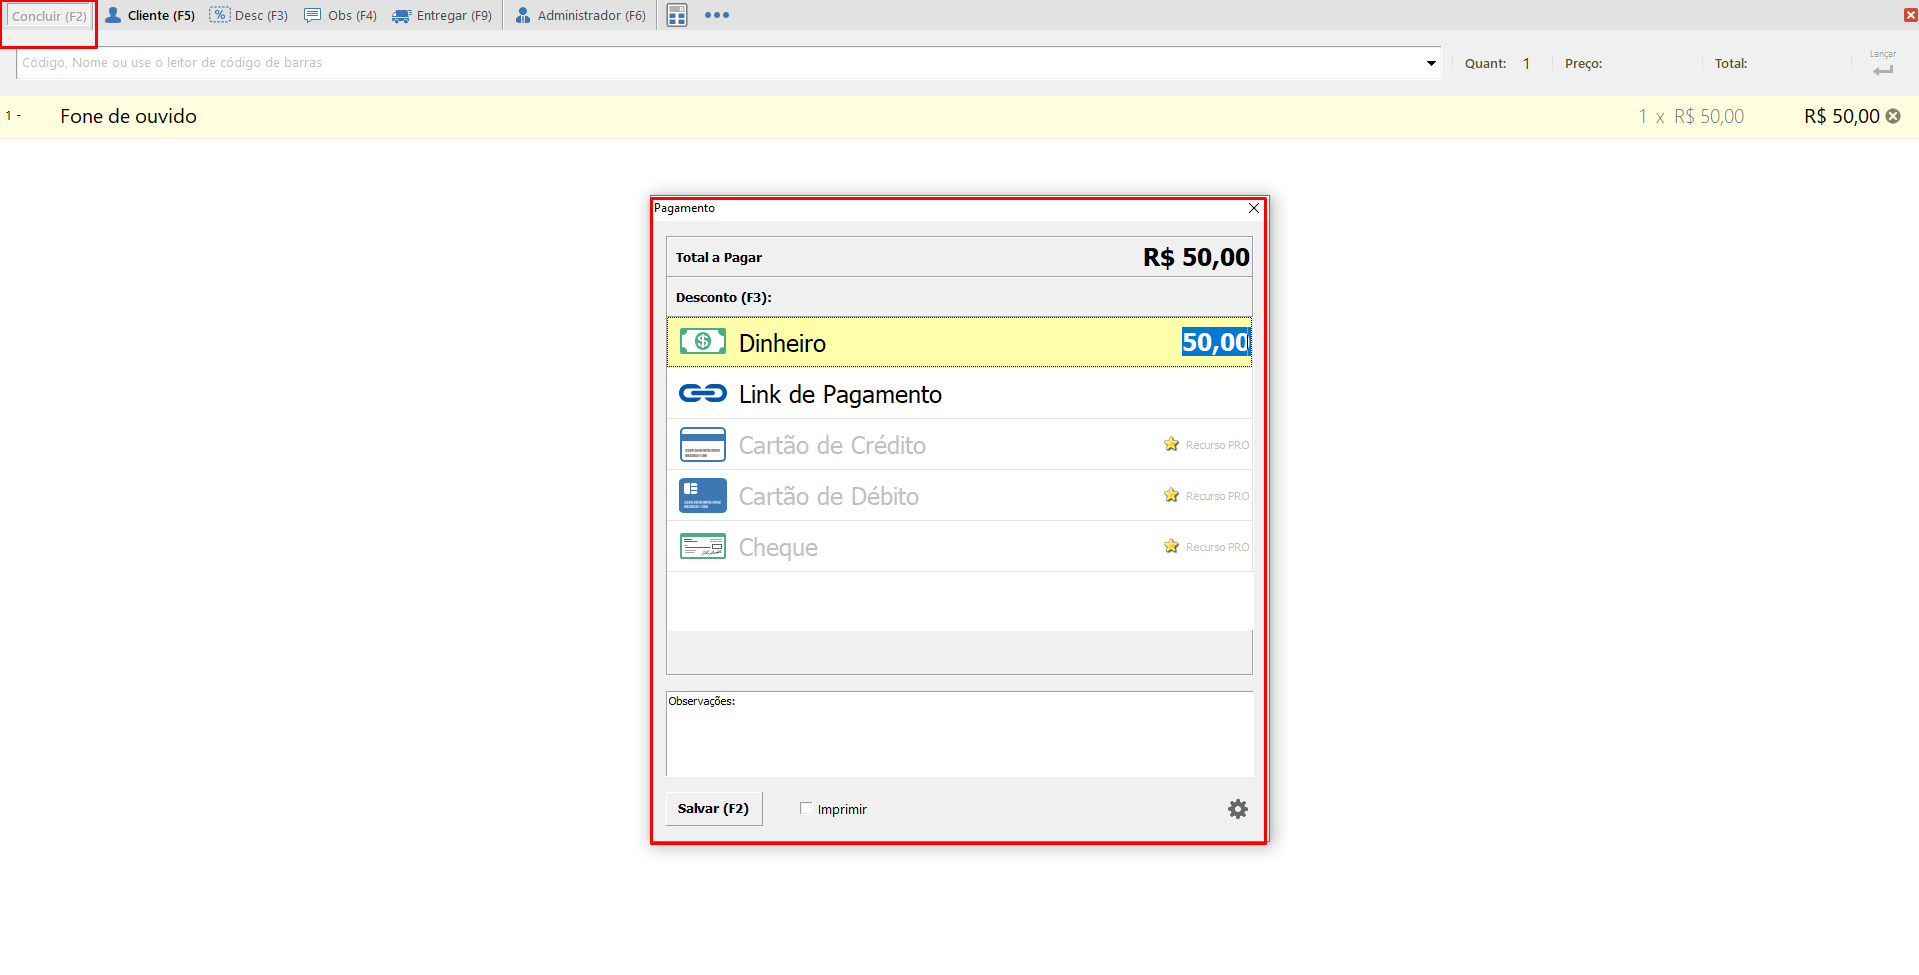 Concluir (F2) Cliente (F5) Desc (F3) Obs (F4) Entregar (F9) Administrador (F6)
Código, Nome ou use o leitor de código de barras Quant: 1 Preço: Total: Lançar
1 - Fone de ouvido 1 x R$ 50,00 R$ 50,00
Pagamento
Total a Pagar R$ 50,00
Desconto (F3):
Dinheiro 50,00
Link de Pagamento
Cartão de Crédito Recurso PRO
Cartão de Débito Recurso PRO
Cheque Recurso PRO
Observações:
Salvar (F2) Imprimir